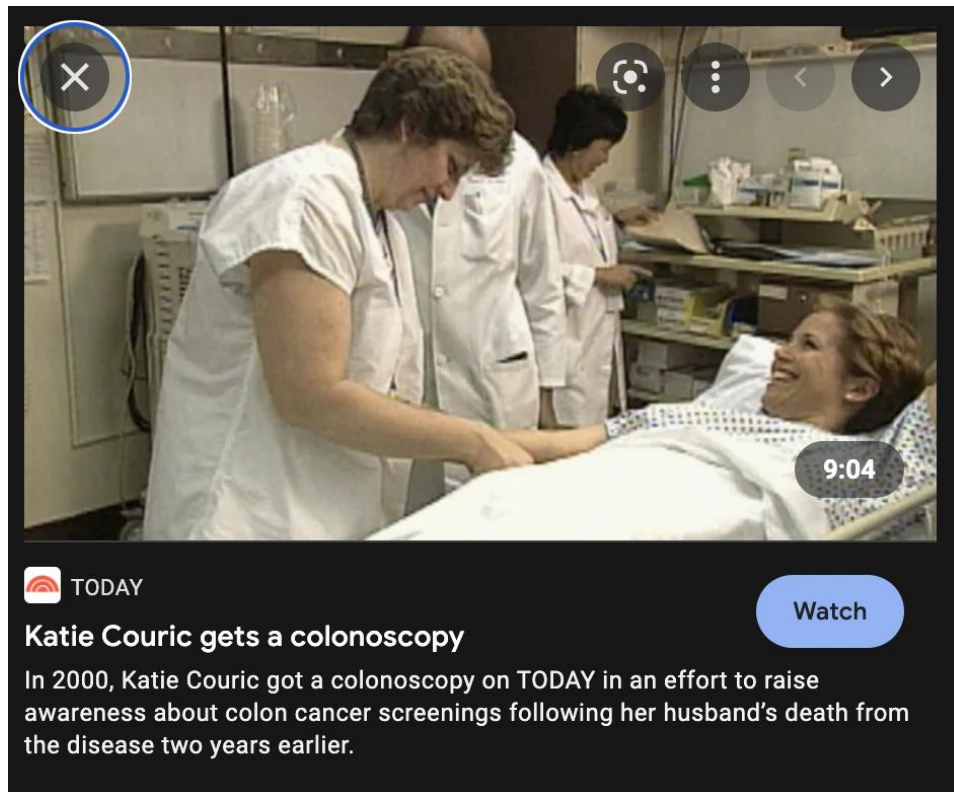 9:04
TODAY
Watch
Katie Couric gets a colonoscopy
In 2000, Katie Couric got a colonoscopy on TODAY in an effort to raise
awareness about colon cancer screenings following her husband’s death from
the disease two years earlier.